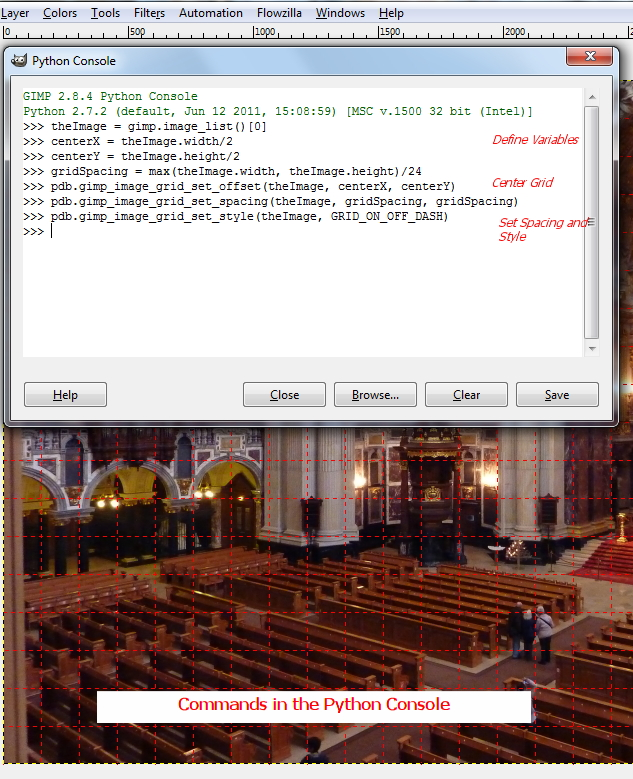 Layer Colors Tools Filters Automation Flowzilla Windows Help
0 500 1000 1500 2000
Python Console
GIMP 2.8.4 Python Console
Python 2.7.2 (default, Jun 12 2011, 15:08:59) [MSC v.1500 32 bit (Intel)]
>>> theImage = gimp.image_list()[0]
>>> centerX = theImage.width/2
Define Variables
>>> centerY = theImage.height/2
>>> gridSpacing = max(theImage.width, theImage.height)/24
>>> pdb.gimp_image_grid_set_offset(theImage, centerX, centerY)
Center Grid
>>> pdb.gimp_image_grid_set_spacing(theImage, gridSpacing, gridSpacing)
>>> pdb.gimp_image_grid_set_style(theImage, GRID_ON_OFF_DASH)
Set Spacing and
Style
>>>
Help Close Browse... Clear Save
Commands in the Python Console